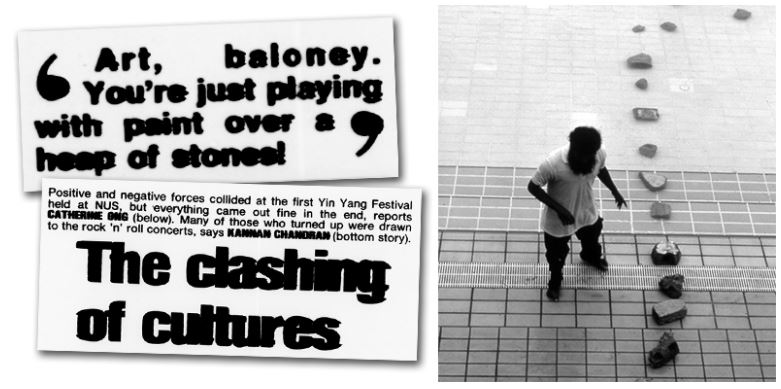 ‘ Art, baloney.
You're just playing
with paint over a
heap of stones! ’
Positive and negative forces collided at the first Yin Yang Festival
held at NUS, but everything came out fine in the end, reports
CATHERINE ONG (below). Many of those who turned up were drawn
to the rock 'n' roll concerts, says KANNAN CHANDRAN (bottom story).
The clashing
of cultures